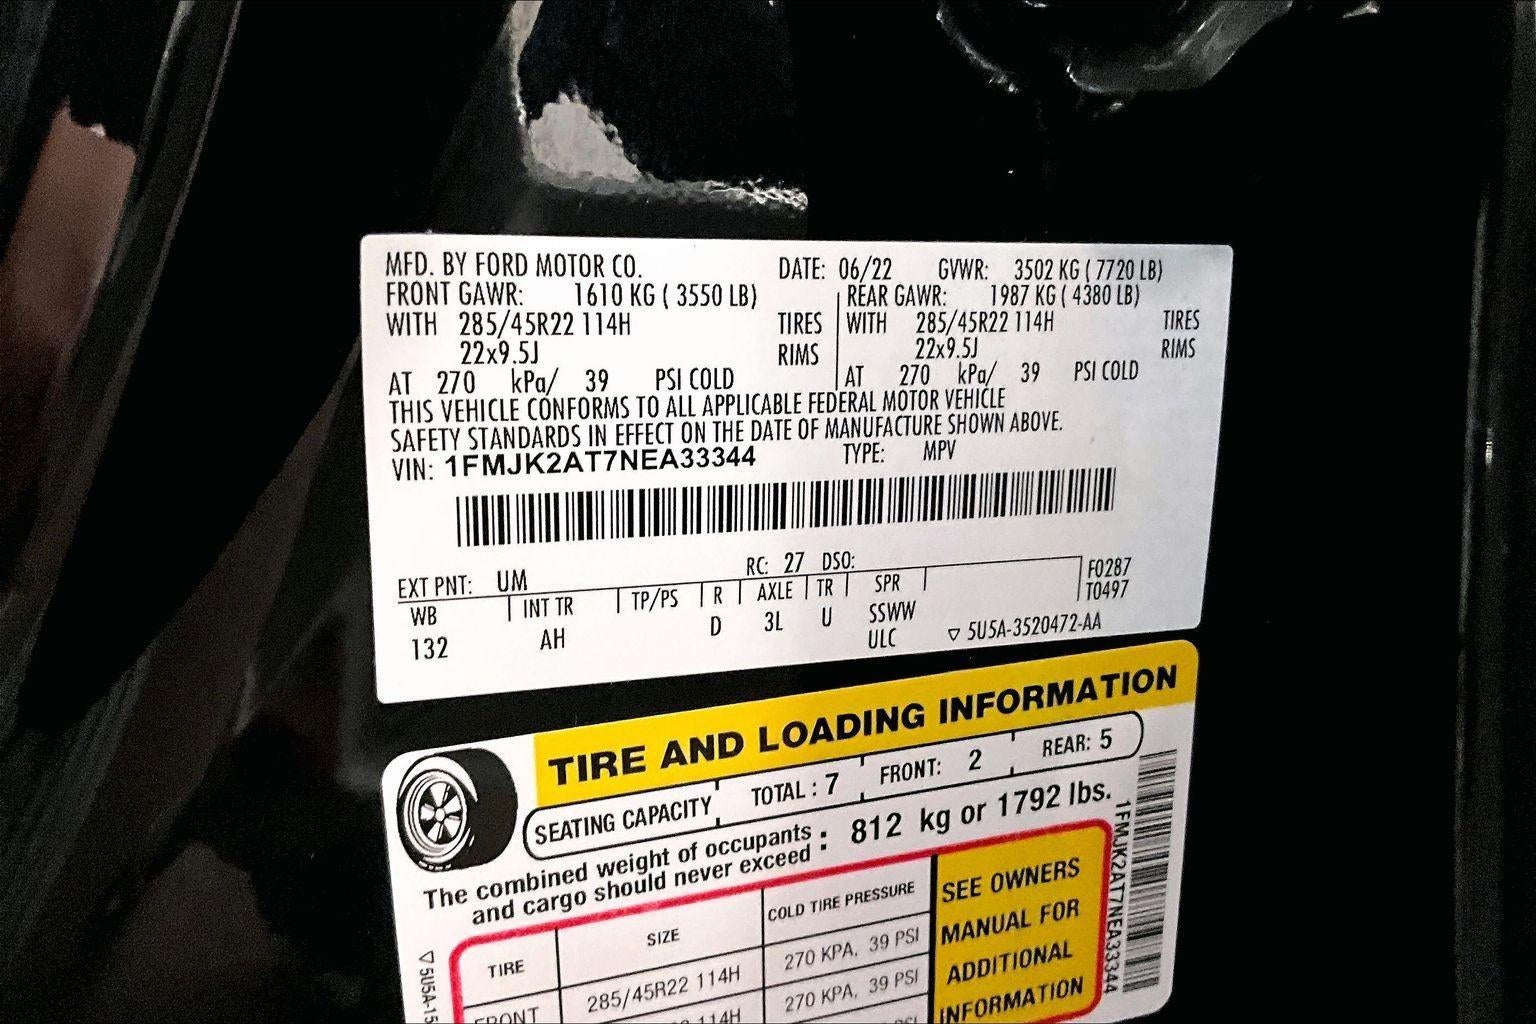 MFD. BY FORD MOTOR CO. DATE: 06/22 GVWR: 3502 KG ( 7720 LB)
FRONT GAWR: 1610 KG ( 3550 LB) REAR GAWR: 1987 KG ( 4380 LB)
WITH 285/45R22 114H TIRES WITH 285/45R22 114H TIRES
22x9.5J RIMS 22x9.5J RIMS
AT 270 kPa/ 39 PSI COLD AT 270 kPa/ 39 PSI COLD
THIS VEHICLE CONFORMS TO ALL APPLICABLE FEDERAL MOTOR VEHICLE
SAFETY STANDARDS IN EFFECT ON THE DATE OF MANUFACTURE SHOWN ABOVE.
VIN: 1FMJK2AT7NEA33344 TYPE: MPV
EXT PNT: UM RC: 27 DSO: F0287
WB INT TR TP/PS R AXLE TR SPR T0497
132 AH D 3L U SSWW
ULC ▽ 5U5A-3520472-AA
TIRE AND LOADING INFORMATION
SEATING CAPACITY TOTAL : 7 FRONT: 2 REAR: 5
The combined weight of occupants and cargo should never exceed : 812 kg or 1792 lbs.
TIRE SIZE COLD TIRE PRESSURE
FRONT 285/45R22 114H 270 KPA, 39 PSI
114H 270 KPA, 39 PSI
SEE OWNERS
MANUAL FOR
ADDITIONAL
INFORMATION
1FMJK2AT7NEA33344
▽ 5U5A-15